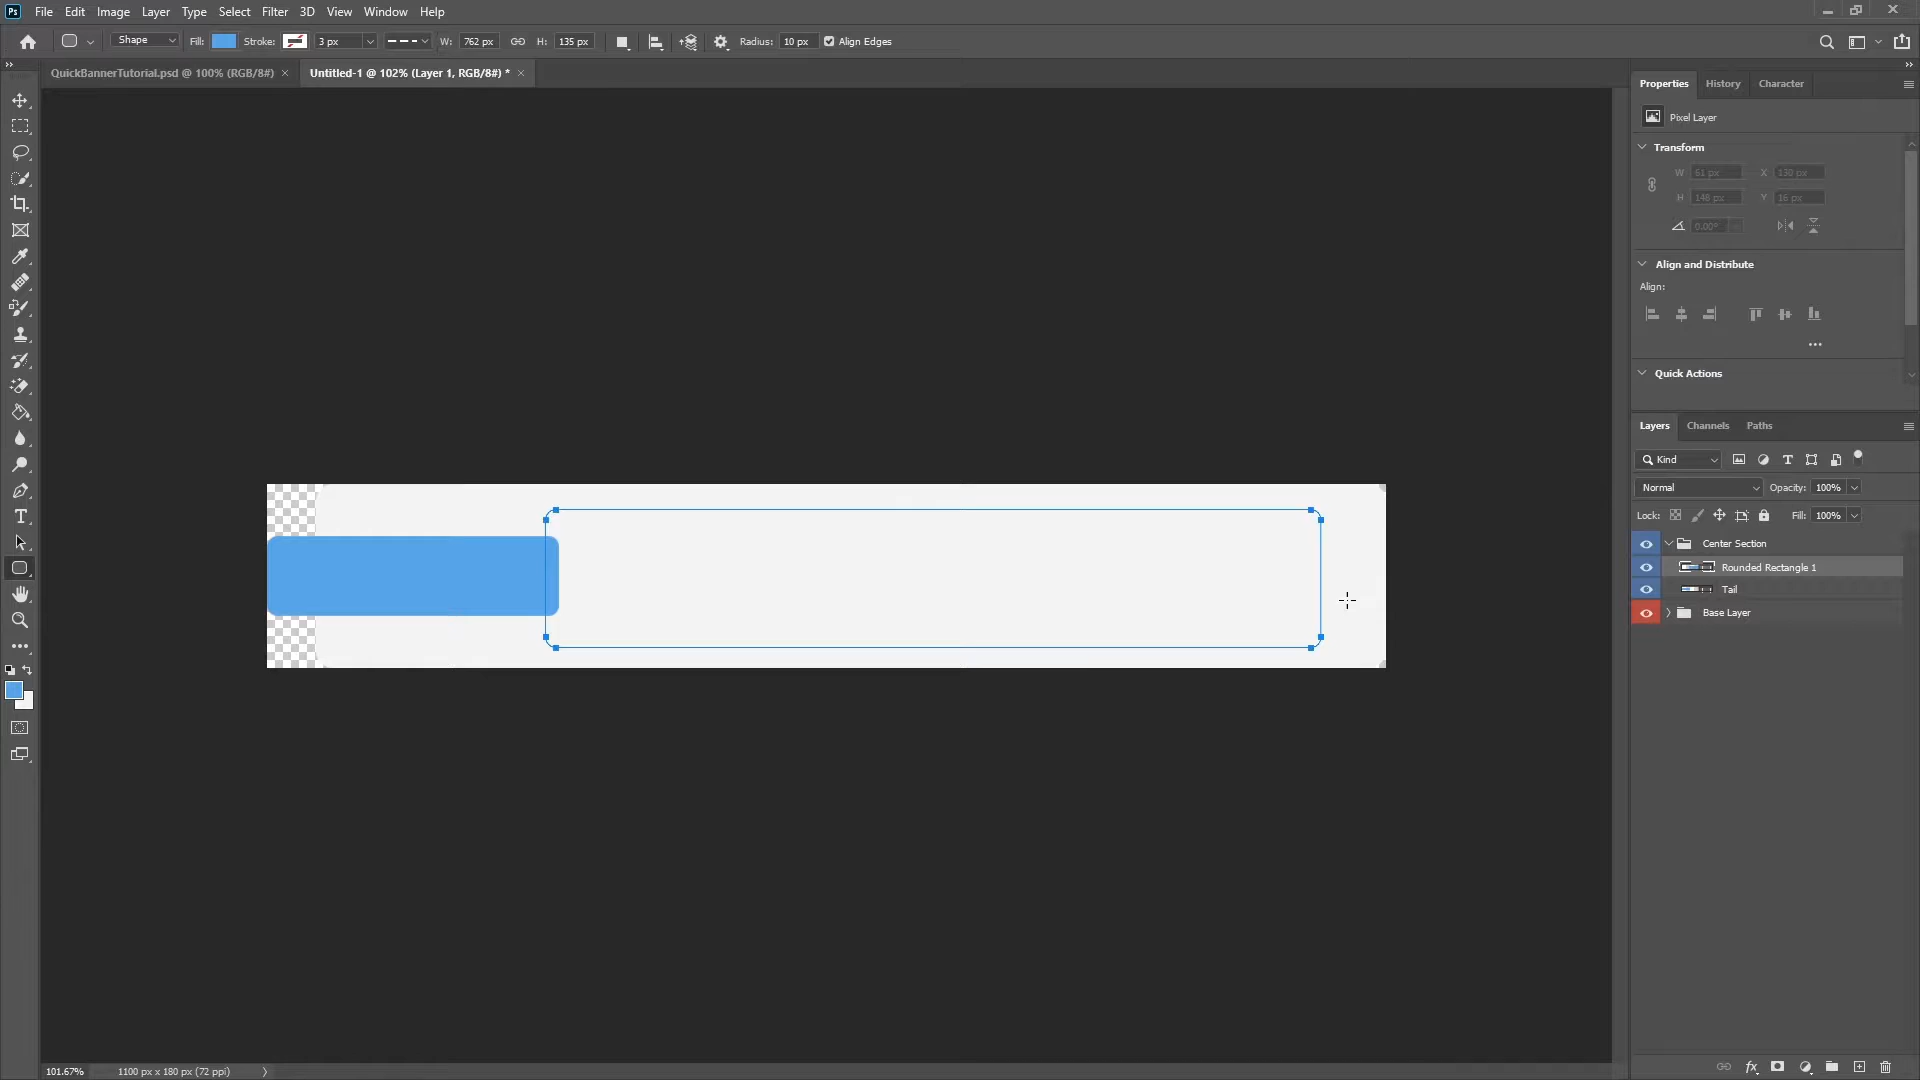 Ps File Edit Image Layer Type Select Filter 3D View Window Help
Shape Fill: Stroke: 3 px W: 762 px H: 135 px Radius: 10 px Align Edges
QuickBannerTutorial.psd @ 100% (RGB/8#) × Untitled-1 @ 102% (Layer 1, RGB/8#) * ×
Properties History Character
Pixel Layer
Transform
W 61 px X 130 px
H 148 px Y 16 px
0.00°
Align and Distribute
Align:
Quick Actions
Layers Channels Paths
Kind
Normal Opacity: 100%
Lock: Fill: 100%
Center Section
Rounded Rectangle 1
Tail
Base Layer
101.67% 1100 px x 180 px (72 ppi)